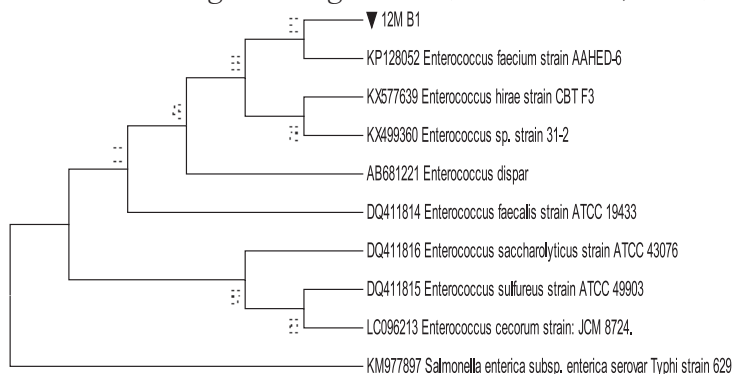 ▼ 12M B1
KP128052 Enterococcus faecium strain AAHED-6
KX577639 Enterococcus hirae strain CBT F3
KX499360 Enterococcus sp. strain 31-2
AB681221 Enterococcus dispar
DQ411814 Enterococcus faecalis strain ATCC 19433
DQ411816 Enterococcus saccharolyticus strain ATCC 43076
DQ411815 Enterococcus sulfureus strain ATCC 49903
LC096213 Enterococcus cecorum strain: JCM 8724.
KM977897 Salmonella enterica subsp. enterica serovar Typhi strain 629